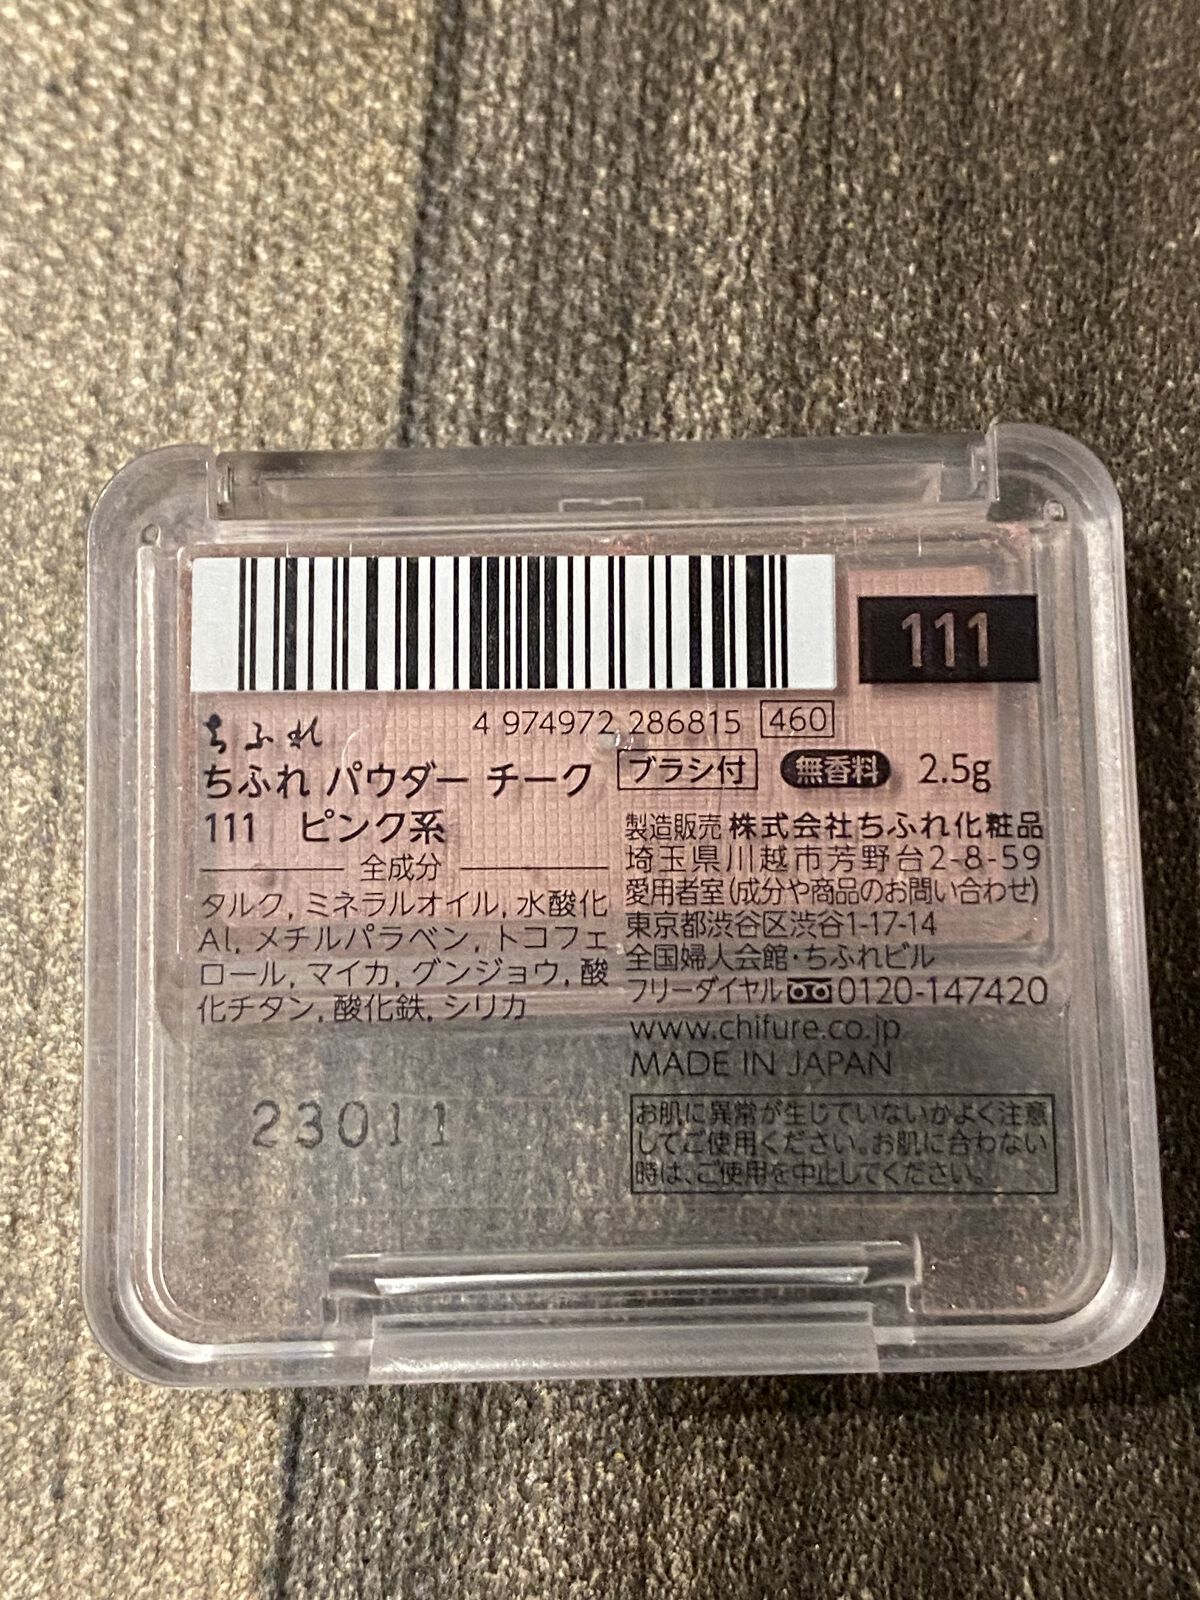 111
4 974972 286815 460
ちふれ
ちふれ パウダー チーク ブラシ付 無香料 2.5g
111 ピンク系
全成分
タルク, ミネラルオイル, 水酸化
Al, メチルパラベン, トコフェ
ロール, マイカ, グンジョウ, 酸
化チタン, 酸化鉄, シリカ
製造販売 株式会社ちふれ化粧品
埼玉県川越市芳野台2-8-59
愛用者室(成分や商品のお問い合わせ)
東京都渋谷区渋谷1-17-14
全国婦人会館・ちふれビル
フリーダイヤル 0120-147420
www.chifure.co.jp
MADE IN JAPAN
23011
お肌に異常が生じていないかよく注意
してご使用ください。お肌に合わない
時は、ご使用を中止してください。